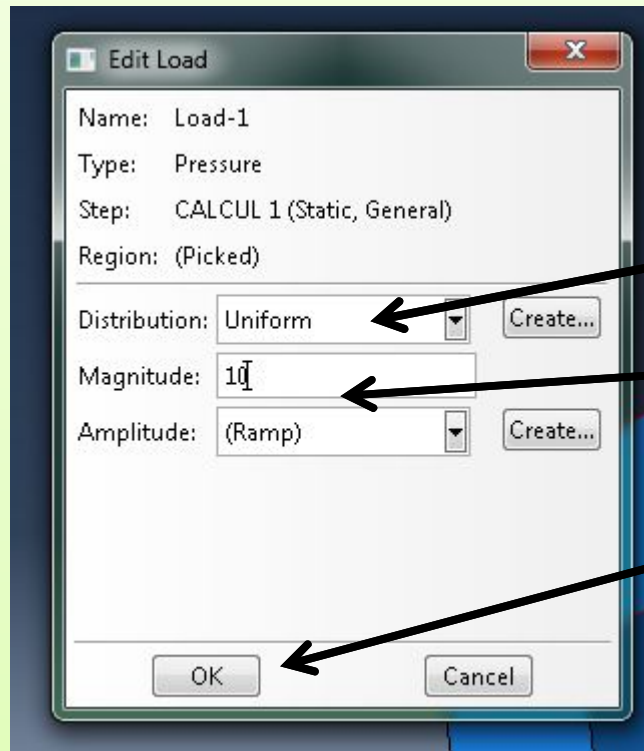 Edit Load
Name: Load-1
Type: Pressure
Step: CALCUL 1 (Static, General)
Region: (Picked)
Distribution: Uniform Create...
Magnitude: 10
Amplitude: (Ramp) Create...
OK Cancel